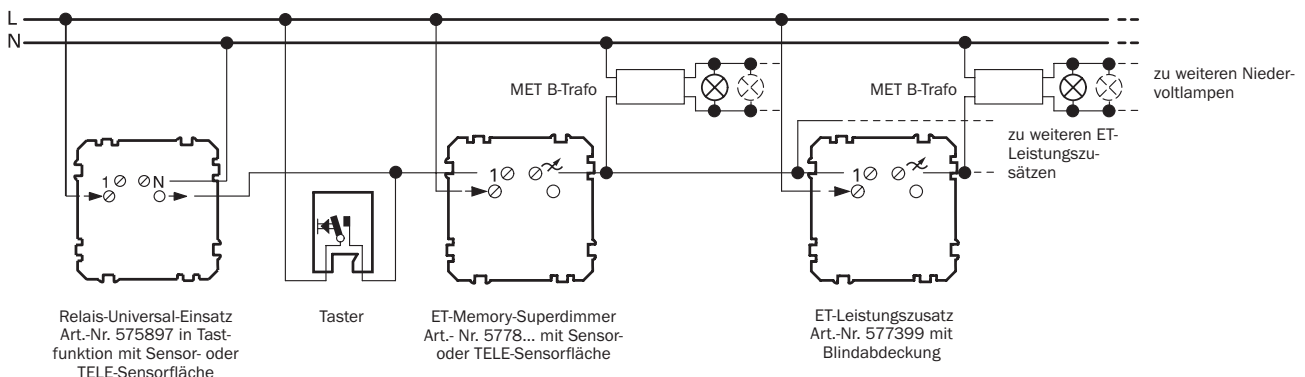 L
N
MET B-Trafo
MET B-Trafo
zu weiteren Nieder-
voltlampen
zu weiteren ET-
Leistungszu-
sätzen
1 N
1
1
Relais-Universal-Einsatz
Art.-Nr. 575897 in Tast-
funktion mit Sensor- oder
TELE-Sensorfläche
Taster
ET-Memory-Superdimmer
Art.- Nr. 5778... mit Sensor-
oder TELE-Sensorfläche
ET-Leistungszusatz
Art.-Nr. 577399 mit
Blindabdeckung